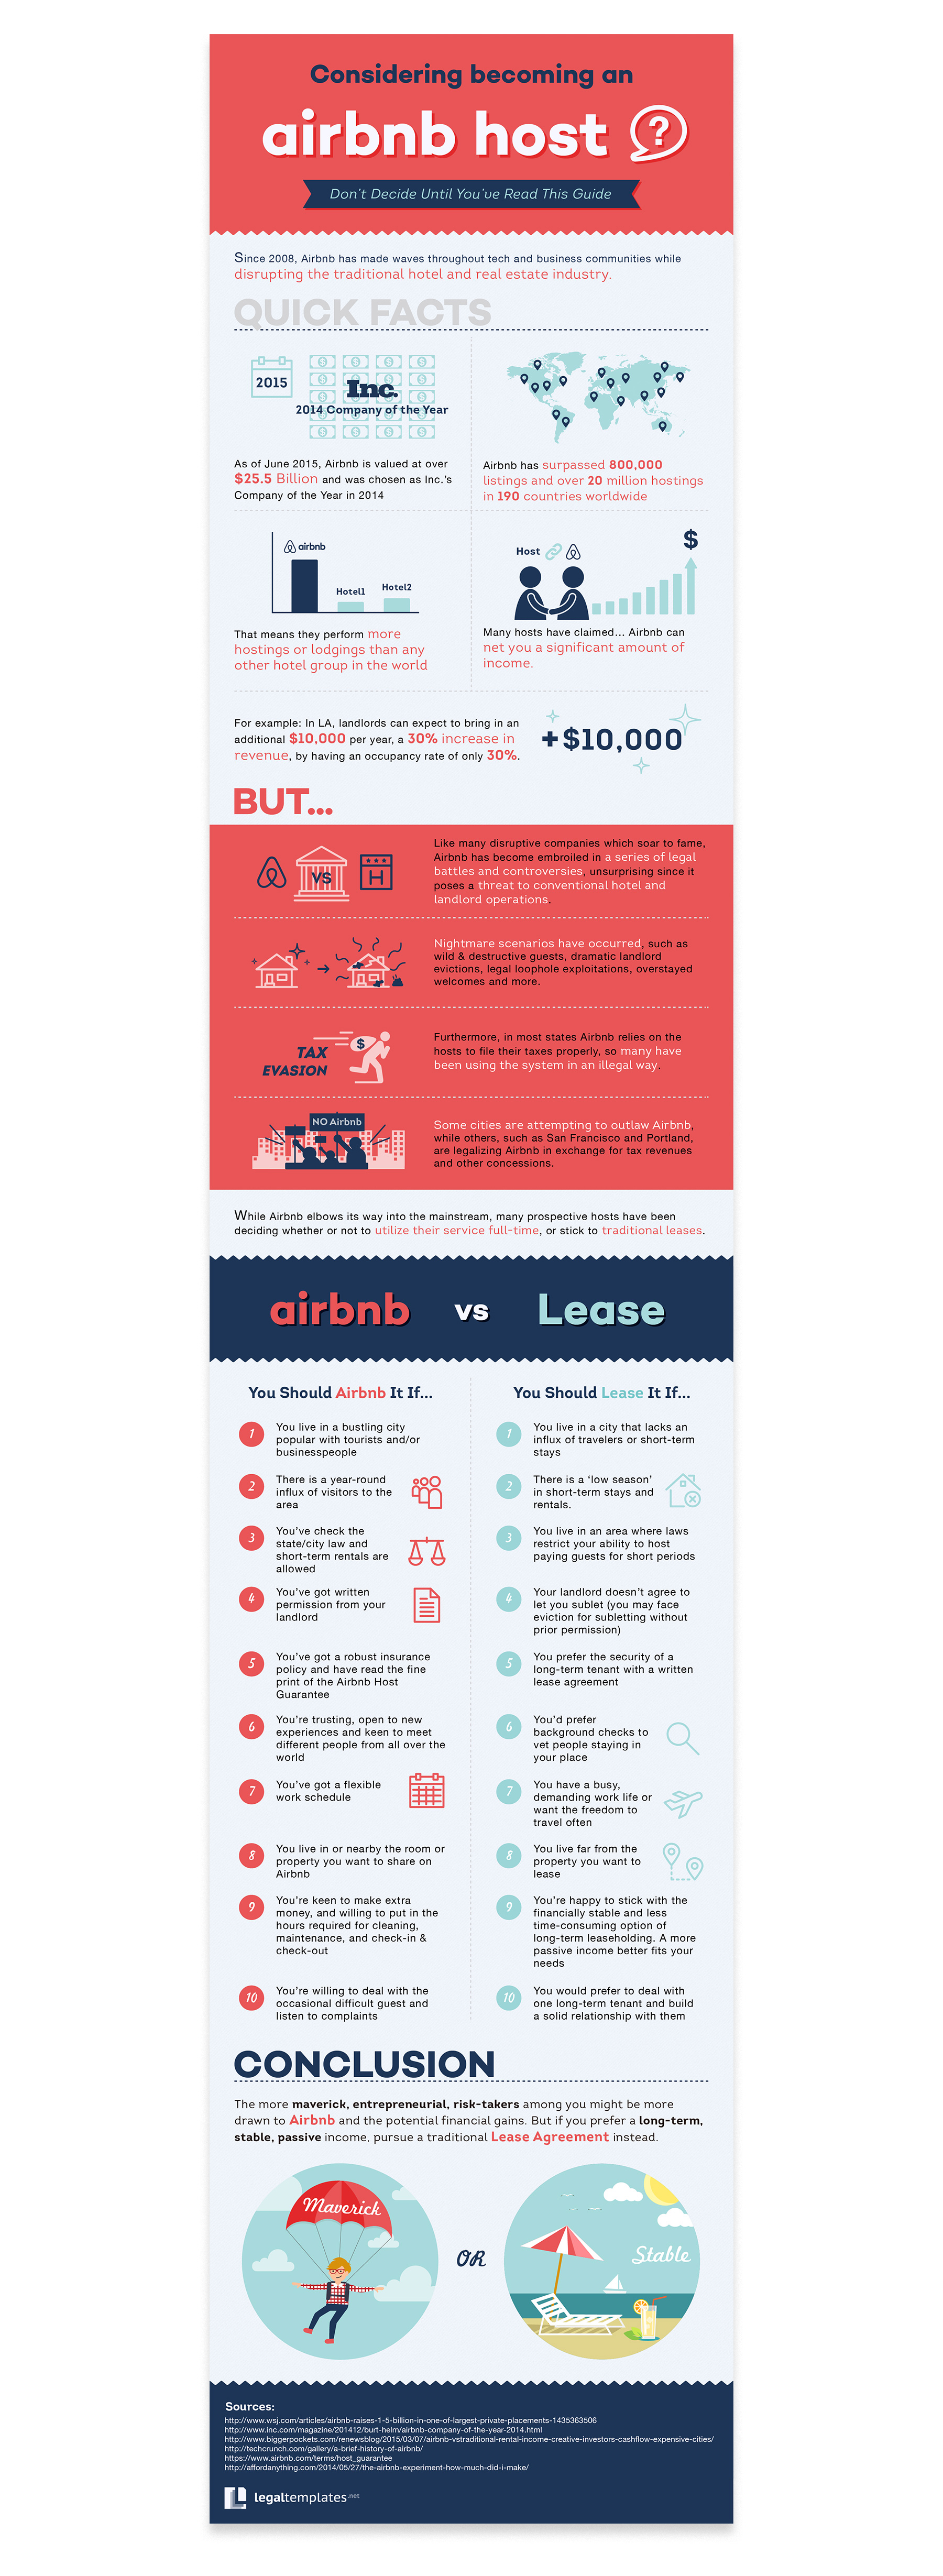 Considering becoming an
airbnb host ?
Don't Decide Until You've Read This Guide
Since 2008, Airbnb has made waves throughout tech and business communities while
disrupting the traditional hotel and real estate industry.
QUICK FACTS
2015
Inc.
2014 Company of the Year
As of June 2015, Airbnb is valued at over
$25.5 Billion and was chosen as Inc.'s
Company of the Year in 2014
Airbnb has surpassed 800,000
listings and over 20 million hostings
in 190 countries worldwide
airbnb
Hotel1
Hotel2
That means they perform more
hostings or lodgings than any
other hotel group in the world
Host
$
Many hosts have claimed... Airbnb can
net you a significant amount of
income.
For example: In LA, landlords can expect to bring in an
additional $10,000 per year, a 30% increase in
revenue, by having an occupancy rate of only 30%.
+$10,000
BUT...
VS
H
Like many disruptive companies which soar to fame,
Airbnb has become embroiled in a series of legal
battles and controversies, unsurprising since it
poses a threat to conventional hotel and
landlord operations.
Nightmare scenarios have occurred, such as
wild & destructive guests, dramatic landlord
evictions, legal loophole exploitations, overstayed
welcomes and more.
TAX
EVASION
$
Furthermore, in most states Airbnb relies on the
hosts to file their taxes properly, so many have
been using the system in an illegal way.
NO Airbnb
Some cities are attempting to outlaw Airbnb,
while others, such as San Francisco and Portland,
are legalizing Airbnb in exchange for tax revenues
and other concessions.
While Airbnb elbows its way into the mainstream, many prospective hosts have been
deciding whether or not to utilize their service full-time, or stick to traditional leases.
airbnb vs Lease
You Should Airbnb It If...
1
You live in a bustling city
popular with tourists and/or
businesspeople
2
There is a year-round
influx of visitors to the
area
3
You've check the
state/city law and
short-term rentals are
allowed
4
You've got written
permission from your
landlord
5
You've got a robust insurance
policy and have read the fine
print of the Airbnb Host
Guarantee
6
You're trusting, open to new
experiences and keen to meet
different people from all over the
world
7
You've got a flexible
work schedule
8
You live in or nearby the room or
property you want to share on
Airbnb
9
You're keen to make extra
money, and willing to put in the
hours required for cleaning,
maintenance, and check-in &
check-out
10
You're willing to deal with the
occasional difficult guest and
listen to complaints
You Should Lease It If...
1
You live in a city that lacks an
influx of travelers or short-term
stays
2
There is a 'low season'
in short-term stays and
rentals.
3
You live in an area where laws
restrict your ability to host
paying guests for short periods
4
Your landlord doesn't agree to
let you sublet (you may face
eviction for subletting without
prior permission)
5
You prefer the security of a
long-term tenant with a written
lease agreement
6
You'd prefer
background checks to
vet people staying in
your place
7
You have a busy,
demanding work life or
want the freedom to
travel often
8
You live far from the
property you want to
lease
9
You're happy to stick with the
financially stable and less
time-consuming option of
long-term leaseholding. A more
passive income better fits your
needs
10
You would prefer to deal with
one long-term tenant and build
a solid relationship with them
CONCLUSION
The more maverick, entrepreneurial, risk-takers among you might be more
drawn to Airbnb and the potential financial gains. But if you prefer a long-term,
stable, passive income, pursue a traditional Lease Agreement instead.
Maverick
OR
Stable
Sources:
http://www.wsj.com/articles/airbnb-raises-1-5-billion-in-one-of-largest-private-placements-1435363506
http://www.inc.com/magazine/201412/burt-helm/airbnb-company-of-the-year-2014.html
http://www.biggerpockets.com/renewsblog/2015/03/07/airbnb-vstraditional-rental-income-creative-investors-cashflow-expensive-cities/
http://techcrunch.com/gallery/a-brief-history-of-airbnb/
https://www.airbnb.com/terms/host_guarantee
http://affordanything.com/2014/05/27/the-airbnb-experiment-how-much-did-i-make/
legaltemplates.net